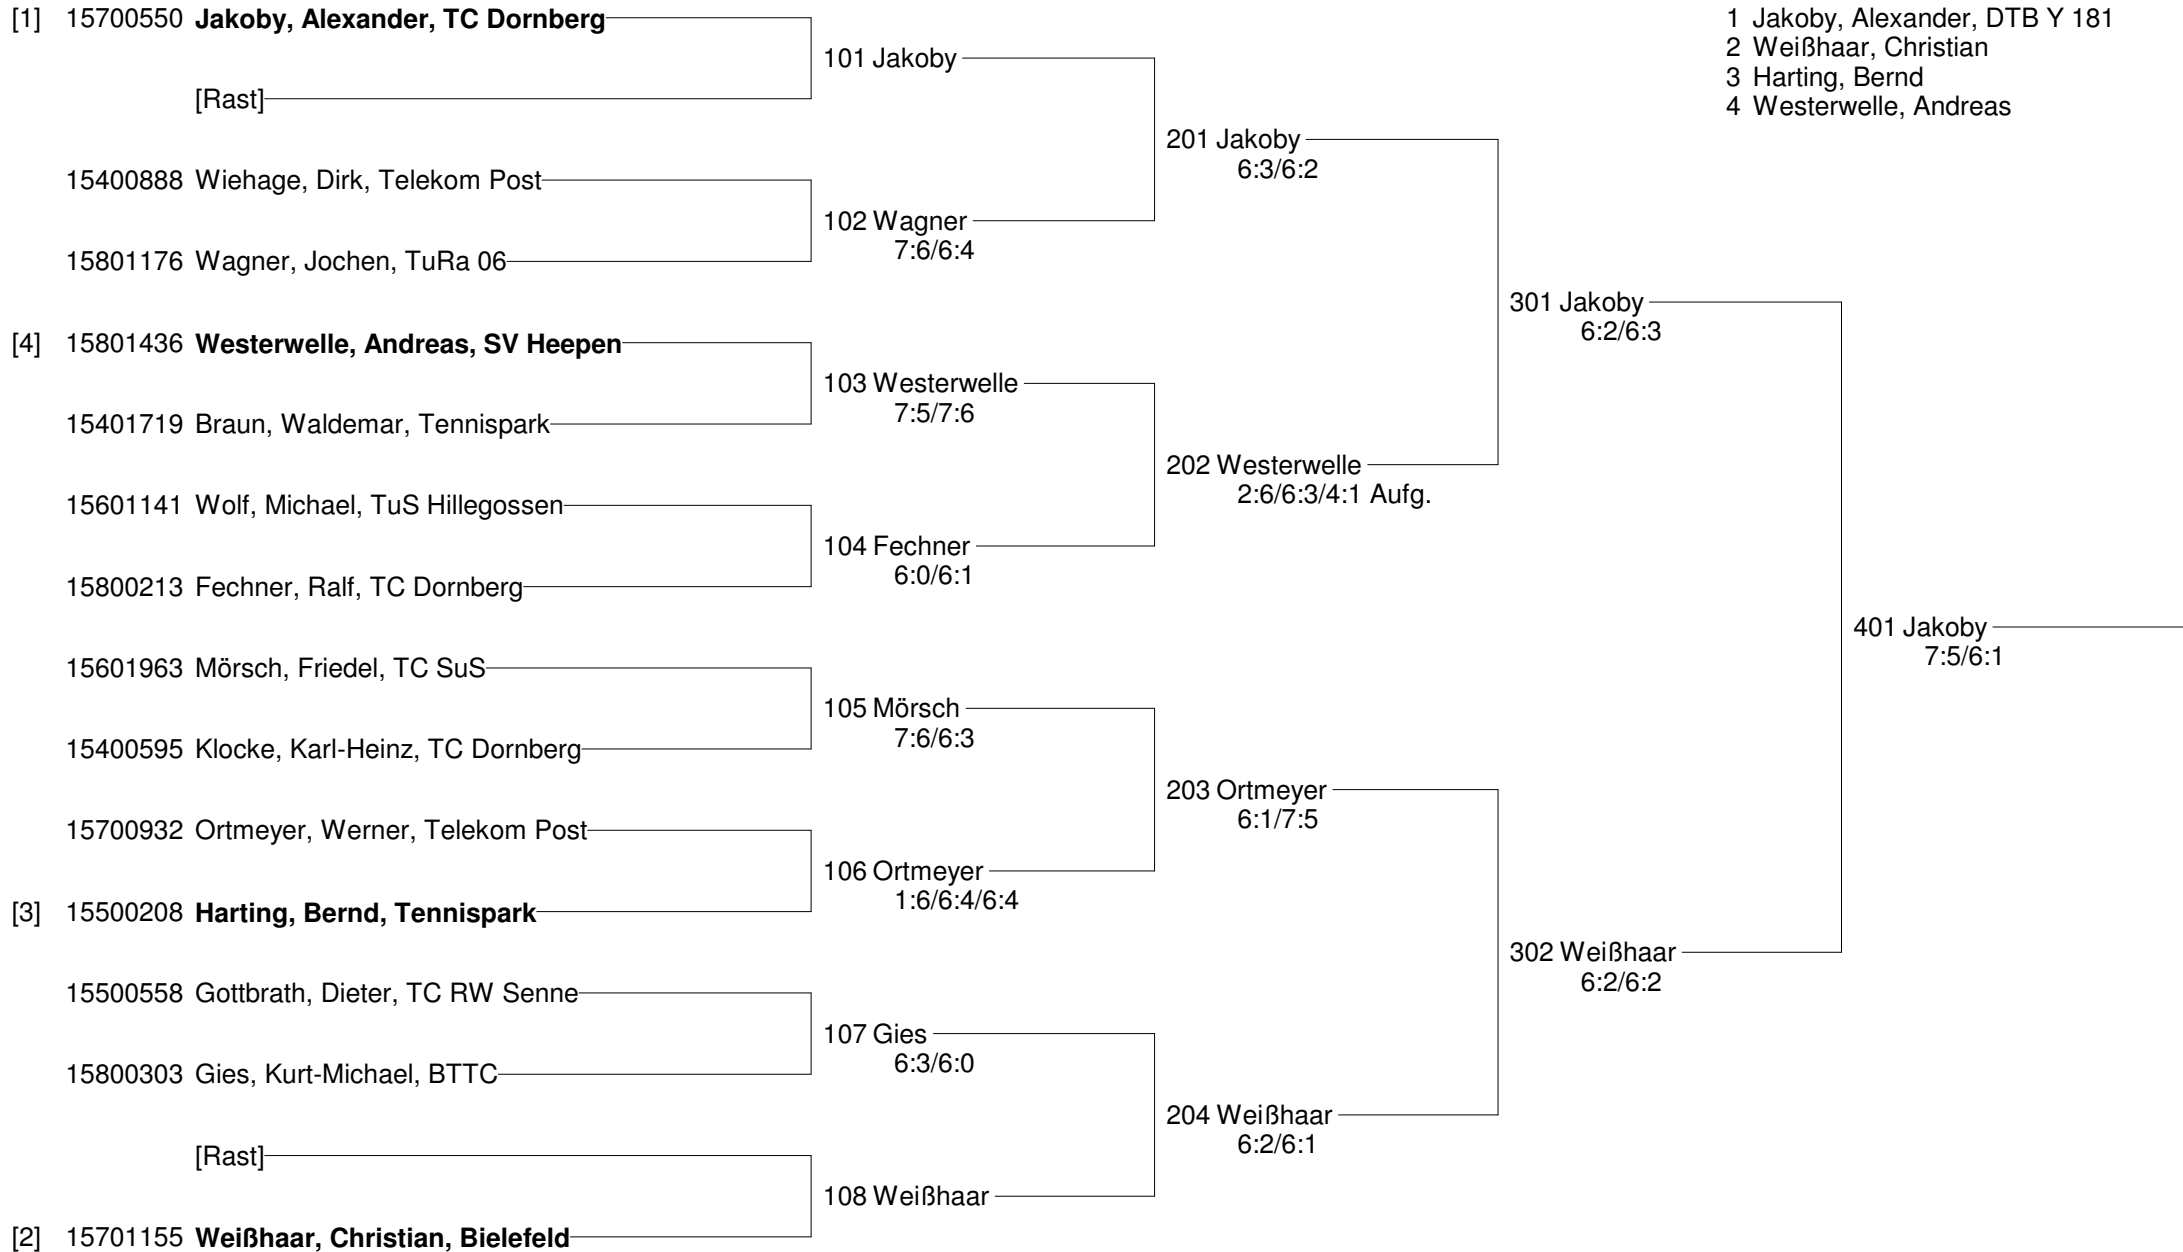 [1] 15700550 Jakoby, Alexander, TC Dornberg
[Rast]
15400888 Wiehage, Dirk, Telekom Post
15801176 Wagner, Jochen, TuRa 06
[4] 15801436 Westerwelle, Andreas, SV Heepen
15401719 Braun, Waldemar, Tennispark
15601141 Wolf, Michael, TuS Hillegossen
15800213 Fechner, Ralf, TC Dornberg
15601963 Mörsch, Friedel, TC SuS
15400595 Klocke, Karl-Heinz, TC Dornberg
15700932 Ortmeyer, Werner, Telekom Post
[3] 15500208 Harting, Bernd, Tennispark
15500558 Gottbrath, Dieter, TC RW Senne
15800303 Gies, Kurt-Michael, BTTC
[Rast]
[2] 15701155 Weißhaar, Christian, Bielefeld
101 Jakoby
102 Wagner
7:6/6:4
103 Westerwelle
7:5/7:6
104 Fechner
6:0/6:1
105 Mörsch
7:6/6:3
106 Ortmeyer
1:6/6:4/6:4
107 Gies
6:3/6:0
108 Weißhaar
201 Jakoby
6:3/6:2
202 Westerwelle
2:6/6:3/4:1 Aufg.
203 Ortmeyer
6:1/7:5
204 Weißhaar
6:2/6:1
301 Jakoby
6:2/6:3
302 Weißhaar
6:2/6:2
401 Jakoby
7:5/6:1
1 Jakoby, Alexander, DTB Y 181
2 Weißhaar, Christian
3 Harting, Bernd
4 Westerwelle, Andreas